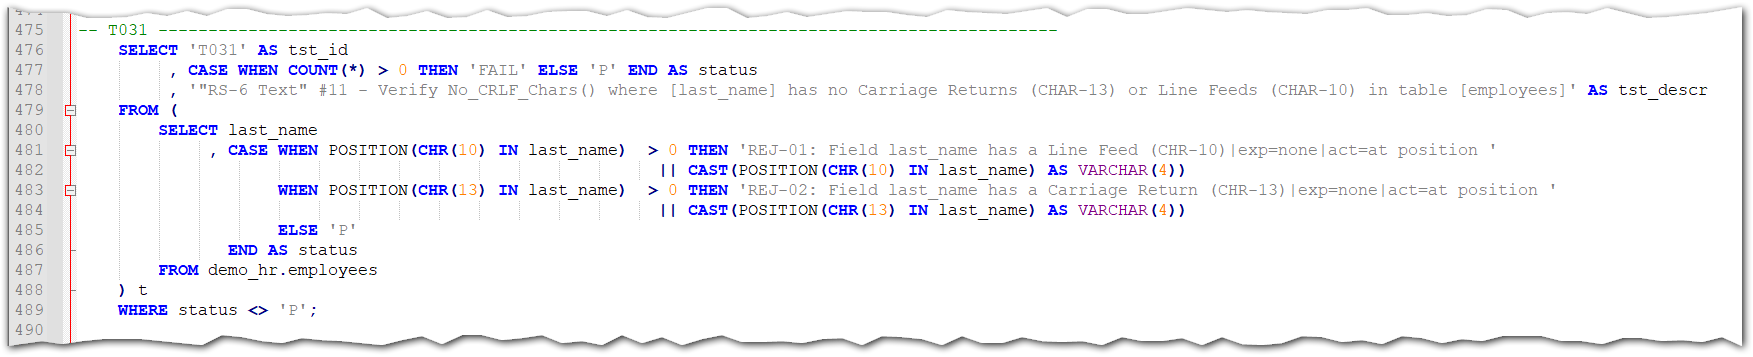 475 -- T031 ------------------------------------------------------------------------------------------
476 SELECT 'T031' AS tst_id
477 , CASE WHEN COUNT(*) > 0 THEN 'FAIL' ELSE 'P' END AS status
478 , '"RS-6 Text" #11 - Verify No_CRLF_Chars() where [last_name] has no Carriage Returns (CHAR-13) or Line Feeds (CHAR-10) in table [employees]' AS tst_descr
479 FROM (
480 SELECT last_name
481 , CASE WHEN POSITION(CHR(10) IN last_name)  > 0 THEN 'REJ-01: Field last_name has a Line Feed (CHR-10)|exp=none|act=at position '
482 || CAST(POSITION(CHR(10) IN last_name) AS VARCHAR(4))
483 WHEN POSITION(CHR(13) IN last_name)  > 0 THEN 'REJ-02: Field last_name has a Carriage Return (CHR-13)|exp=none|act=at position '
484 || CAST(POSITION(CHR(13) IN last_name) AS VARCHAR(4))
485 ELSE 'P'
486 END AS status
487 FROM demo_hr.employees
488 ) t
489 WHERE status <> 'P';
490